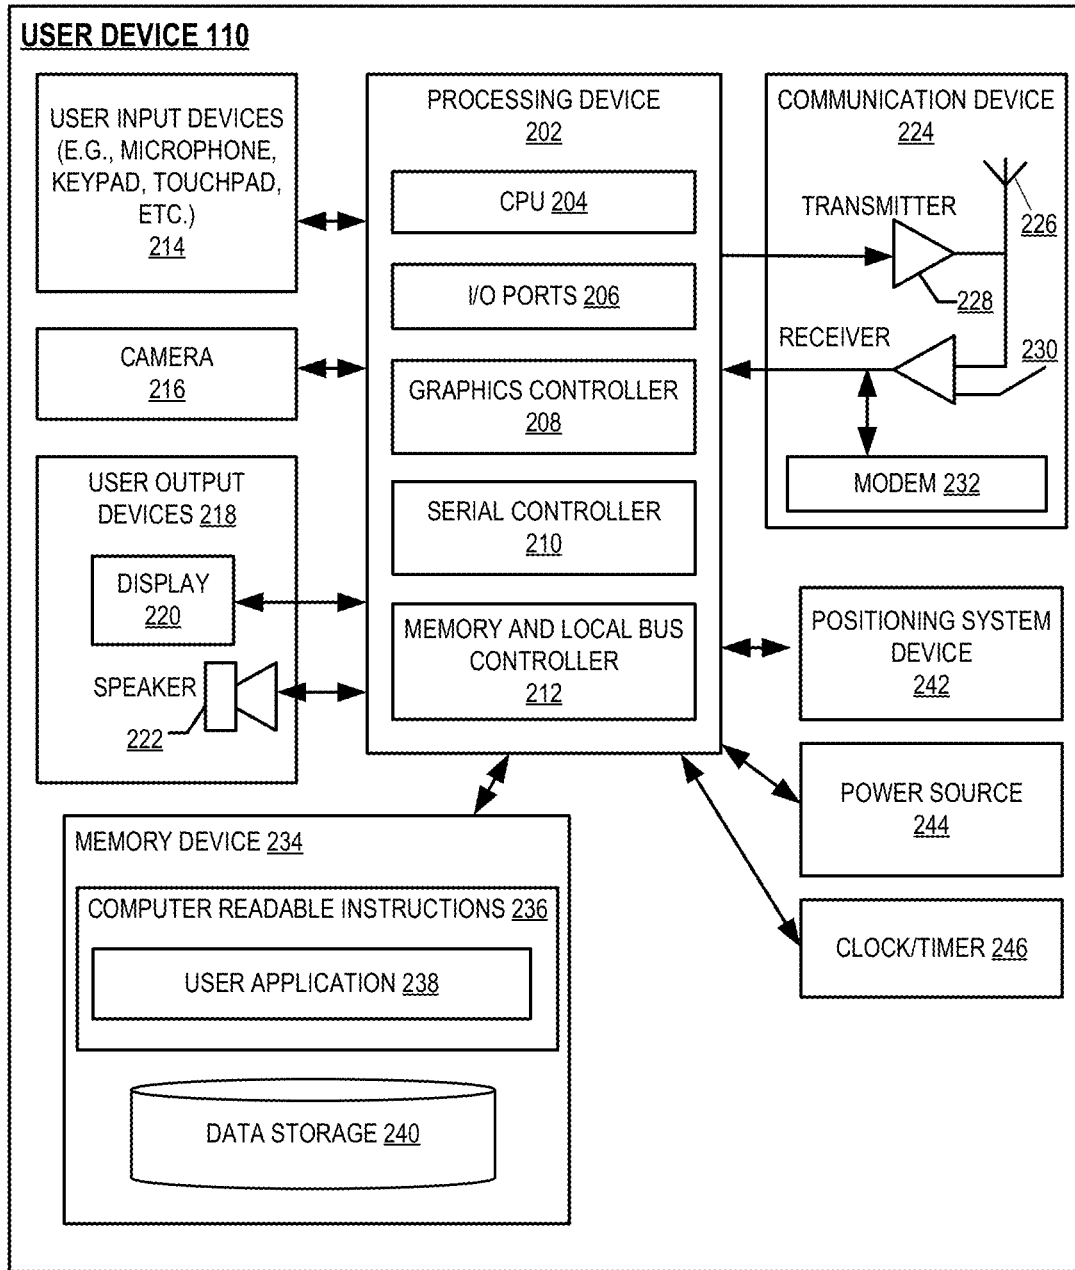 USER DEVICE 110
USER INPUT DEVICES
(E.G., MICROPHONE,
KEYPAD, TOUCHPAD,
ETC.)
214
CAMERA
216
USER OUTPUT
DEVICES 218
DISPLAY
220
SPEAKER
222
PROCESSING DEVICE
202
CPU 204
I/O PORTS 206
GRAPHICS CONTROLLER
208
SERIAL CONTROLLER
210
MEMORY AND LOCAL BUS
CONTROLLER
212
COMMUNICATION DEVICE
224
TRANSMITTER
226
228
RECEIVER
230
MODEM 232
POSITIONING SYSTEM
DEVICE
242
POWER SOURCE
244
CLOCK/TIMER 246
MEMORY DEVICE 234
COMPUTER READABLE INSTRUCTIONS 236
USER APPLICATION 238
DATA STORAGE 240